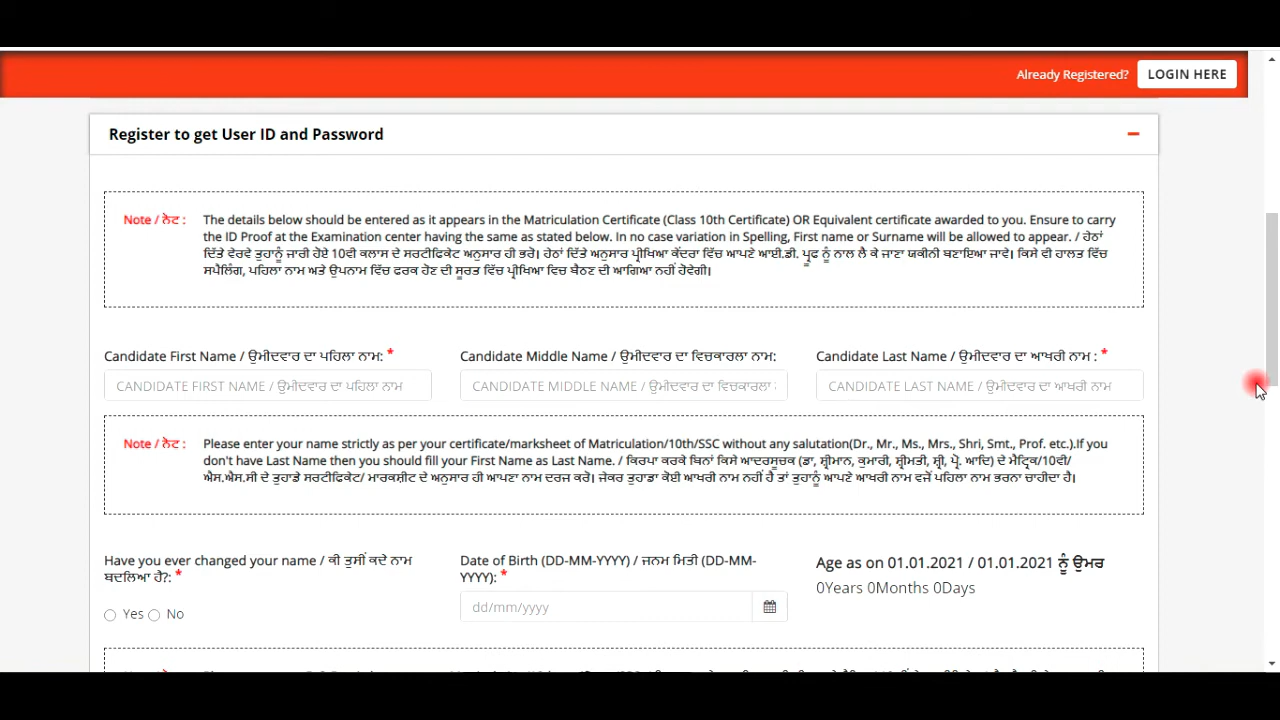 Already Registered? LOGIN HERE
Register to get User ID and Password
Note / ਨੋਟ : The details below should be entered as it appears in the Matriculation Certificate (Class 10th Certificate) OR Equivalent certificate awarded to you. Ensure to carry
the ID Proof at the Examination center having the same as stated below. In no case variation in Spelling, First name or Surname will be allowed to appear. / ਹੇਠਾਂ
ਦਿੱਤੇ ਵੇਰਵੇ ਤੁਹਾਨੂੰ ਜਾਰੀ ਹੋਏ 10ਵੀ ਕਲਾਸ ਦੇ ਸਰਟੀਫਿਕੇਟ ਅਨੁਸਾਰ ਹੀ ਭਰੋ। ਹੇਠਾਂ ਦਿੱਤੇ ਅਨੁਸਾਰ ਪ੍ਰੀਖਿਆ ਕੇਂਦਰਾ ਵਿੱਚ ਆਪਣੇ ਆਈ.ਡੀ. ਪ੍ਰੂਫ ਨੂੰ ਨਾਲ ਲੈ ਕੇ ਜਾਣਾ ਯਕੀਨੀ ਬਣਾਇਆ ਜਾਵੇ। ਕਿਸੇ ਵੀ ਹਾਲਤ ਵਿੱਚ
ਸਪੈਲਿੰਗ, ਪਹਿਲਾ ਨਾਮ ਅਤੇ ਉਪਨਾਮ ਵਿੱਚ ਫਰਕ ਹੋਣ ਦੀ ਸੂਰਤ ਵਿੱਚ ਪ੍ਰੀਖਿਆ ਵਿਚ ਬੈਠਣ ਦੀ ਆਗਿਆ ਨਹੀਂ ਹੋਵੇਗੀ।
Candidate First Name / ਉਮੀਦਵਾਰ ਦਾ ਪਹਿਲਾ ਨਾਮ: * Candidate Middle Name / ਉਮੀਦਵਾਰ ਦਾ ਵਿਚਕਾਰਲਾ ਨਾਮ: Candidate Last Name / ਉਮੀਦਵਾਰ ਦਾ ਆਖਰੀ ਨਾਮ : *
CANDIDATE FIRST NAME / ਉਮੀਦਵਾਰ ਦਾ ਪਹਿਲਾ ਨਾਮ CANDIDATE MIDDLE NAME / ਉਮੀਦਵਾਰ ਦਾ ਵਿਚਕਾਰਲਾ CANDIDATE LAST NAME / ਉਮੀਦਵਾਰ ਦਾ ਆਖਰੀ ਨਾਮ
Note / ਨੋਟ : Please enter your name strictly as per your certificate/marksheet of Matriculation/10th/SSC without any salutation(Dr., Mr., Ms., Mrs., Shri, Smt., Prof. etc.).If you
don't have Last Name then you should fill your First Name as Last Name. / ਕਿਰਪਾ ਕਰਕੇ ਬਿਨਾਂ ਕਿਸੇ ਆਦਰਸੂਚਕ (ਡਾ, ਸ਼੍ਰੀਮਾਨ, ਕੁਮਾਰੀ, ਸ਼੍ਰੀਮਤੀ, ਸ਼੍ਰੀ, ਪ੍ਰੋ. ਆਦਿ) ਦੇ ਮੈਟ੍ਰਿਕ/10ਵੀ/
ਐਸ.ਐਸ.ਸੀ ਦੇ ਤੁਹਾਡੇ ਸਰਟੀਫਿਕੇਟ/ ਮਾਰਕਸ਼ੀਟ ਦੇ ਅਨੁਸਾਰ ਹੀ ਆਪਣਾ ਨਾਮ ਦਰਜ ਕਰੋ। ਜੇਕਰ ਤੁਹਾਡਾ ਕੋਈ ਆਖਰੀ ਨਾਮ ਨਹੀਂ ਹੈ ਤਾਂ ਤੁਹਾਨੂੰ ਆਪਣੇ ਆਖਰੀ ਨਾਮ ਵਜੋਂ ਪਹਿਲਾ ਨਾਮ ਭਰਨਾ ਚਾਹੀਦਾ ਹੈ।
Have you ever changed your name / ਕੀ ਤੁਸੀਂ ਕਦੇ ਨਾਮ
ਬਦਲਿਆ ਹੈ?: *
Yes No
Date of Birth (DD-MM-YYYY) / ਜਨਮ ਮਿਤੀ (DD-MM-
YYYY): *
dd/mm/yyyy
Age as on 01.01.2021 / 01.01.2021 ਨੂੰ ਉਮਰ
0Years 0Months 0Days